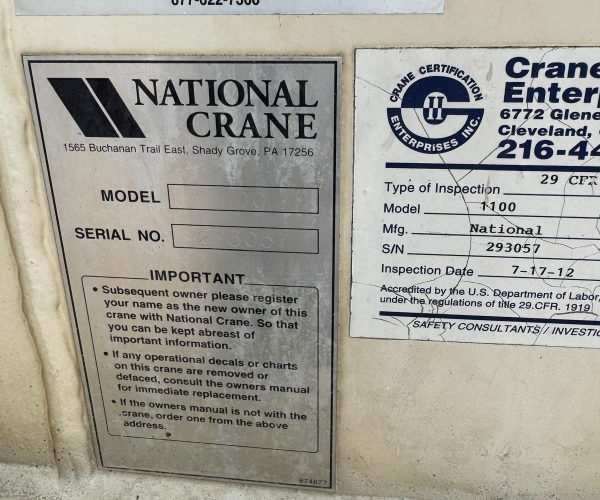 877-622-7388
NATIONAL
CRANE
1565 Buchanan Trail East, Shady Grove, PA 17256
MODEL
SERIAL NO. 293057
IMPORTANT
• Subsequent owner please register
your name as the new owner of this
crane with National Crane. So that
you can be kept abreast of
important information.
• If any operational decals or charts
on this crane are removed or
defaced, consult the owners manual
for immediate replacement.
• If the owners manual is not with the
crane, order one from the above
address.
874877
CRANE CERTIFICATION
ENTERPRISES INC.
Crane
Enterp
6772 Glene
Cleveland,
216-44
Type of Inspection 29 CFR
Model 1100
Mfg. National
S/N 293057
Inspection Date 7-17-12
Accredited by the U.S. Department of Labor,
under the regulations of title 29.CFR. 1919
SAFETY CONSULTANTS / INVESTIG